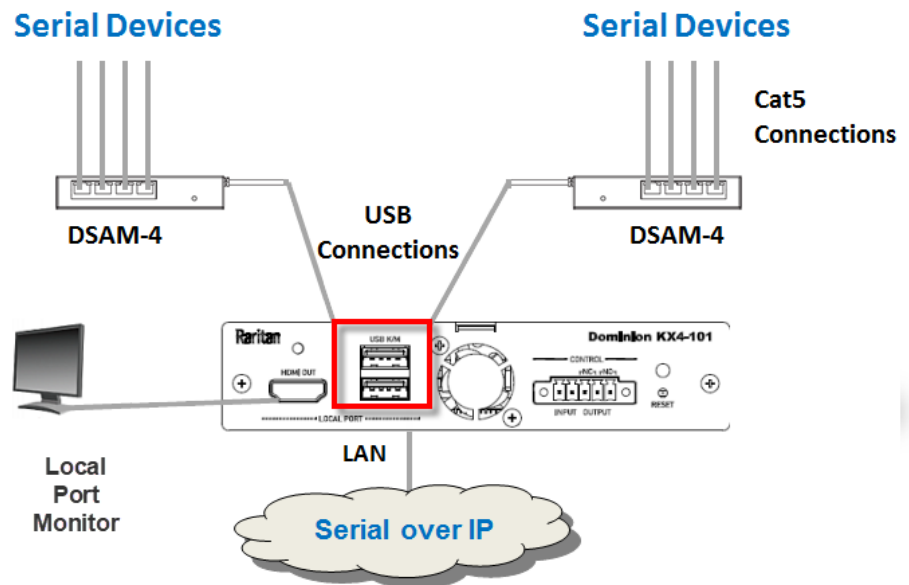 Serial Devices
Serial Devices
Cat5
Connections
DSAM-4
USB
Connections
DSAM-4
Raritan
USB K/M
Dominion KX4-101
HDMI OUT
CONTROL
RESET
INPUT OUTPUT
LOCAL PORT
LAN
Local
Port
Monitor
Serial over IP